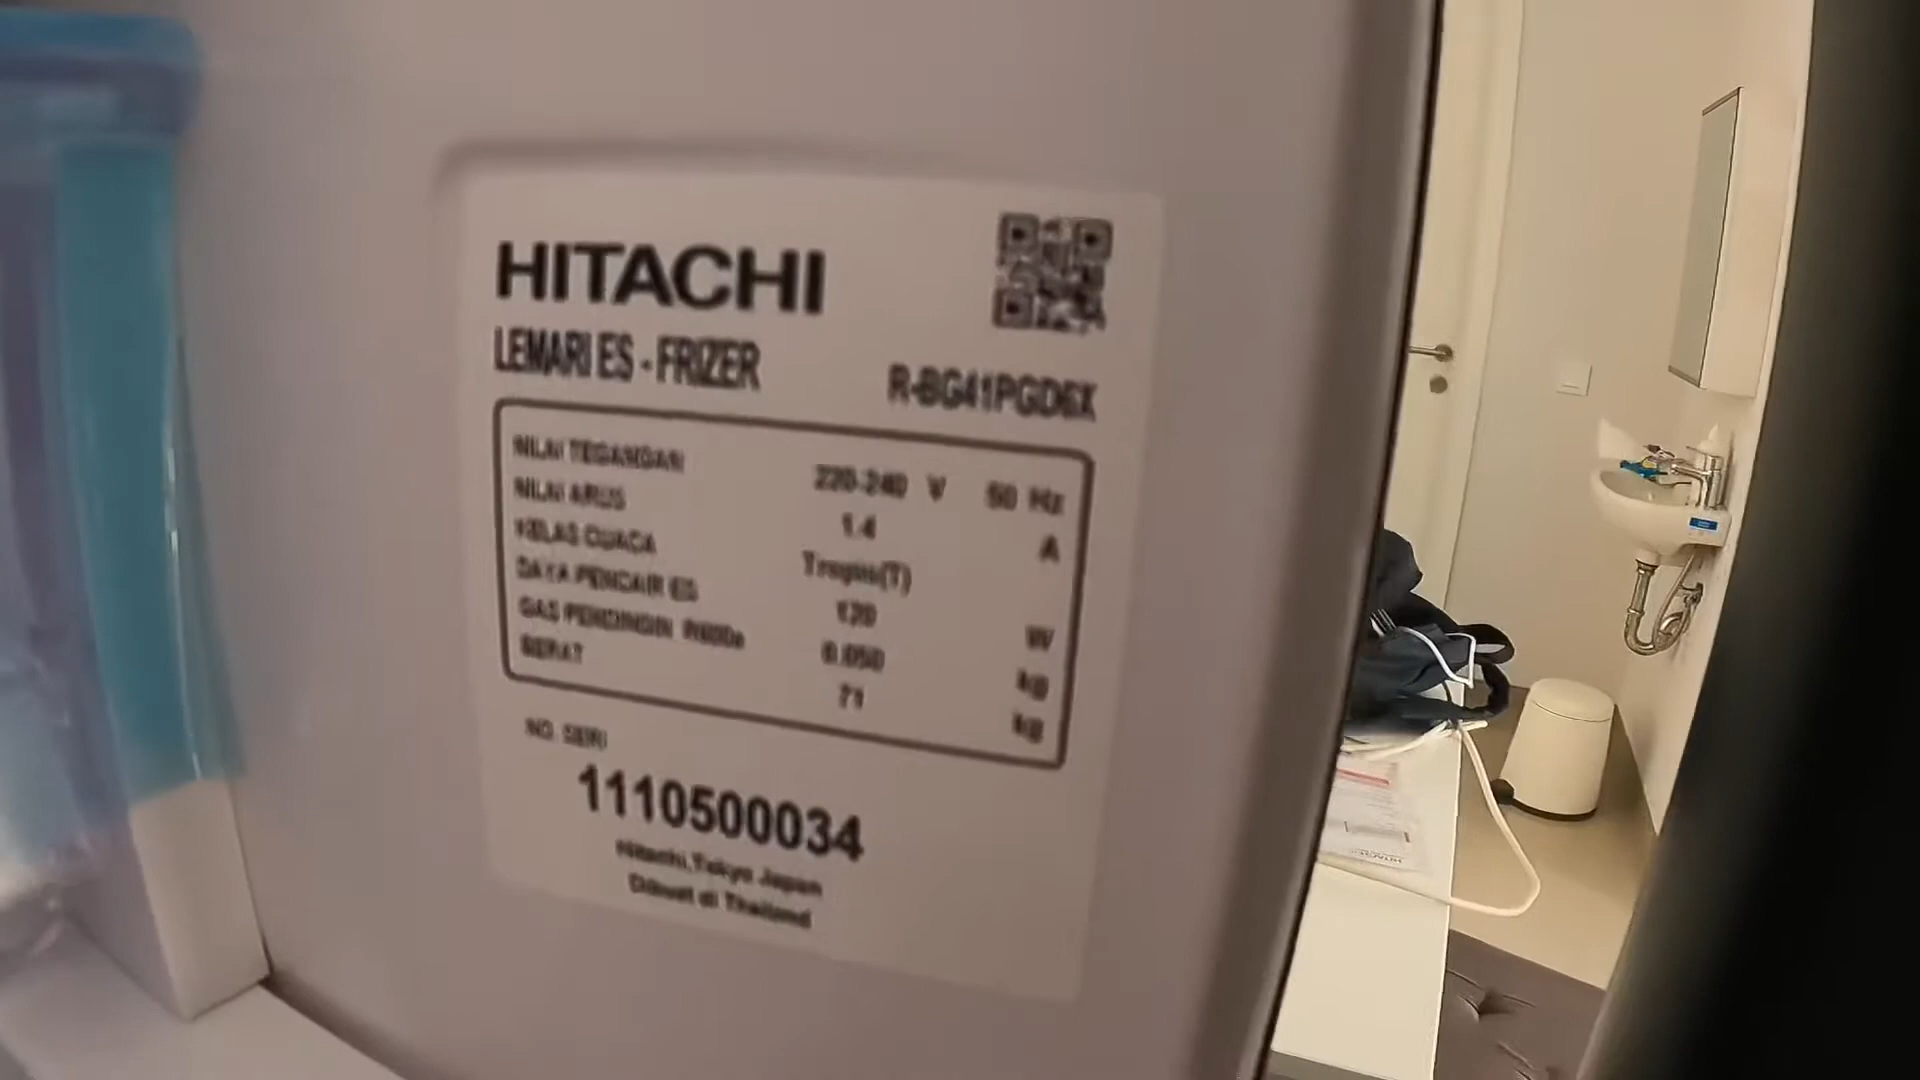 HITACHI
LEMARI ES - FRIZER
R-BG41PGD6X
NILAI TEGANGAN 220-240 V 50 Hz
NILAI ARUS 1.4 A
KELAS CUACA Tropis(T)
DAYA PENCAIR ES 120 W
GAS PENDINGIN R600a 0.050 kg
BERAT 71 kg
NO. SERI
1110500034
Hitachi,Tokyo Japan
Dibuat di Thailand